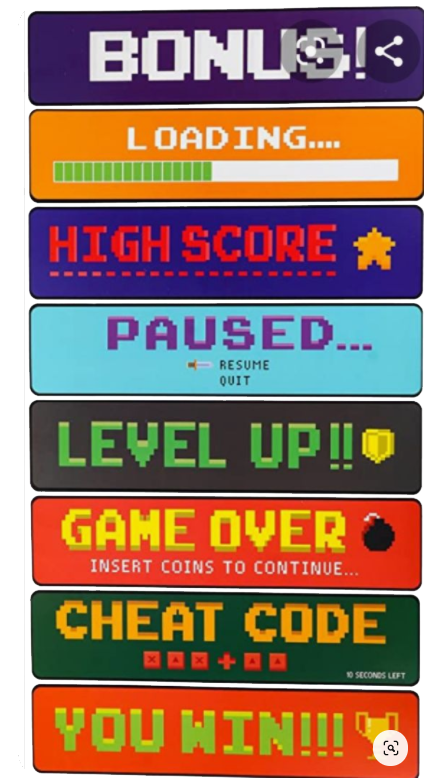 BONUS!
LOADING....
HIGH SCORE
PAUSED...
RESUME
QUIT
LEVEL UP!!
GAME OVER
INSERT COINS TO CONTINUE...
CHEAT CODE
10 SECONDS LEFT
YOU WIN!!!